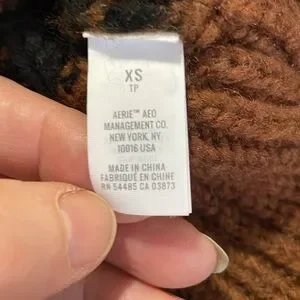 XS
TP
AERIE™ AEO
MANAGEMENT CO.
NEW YORK, NY
10016 USA
MADE IN CHINA
FABRIQUÉ EN CHINE
RN 54485 CA 03873